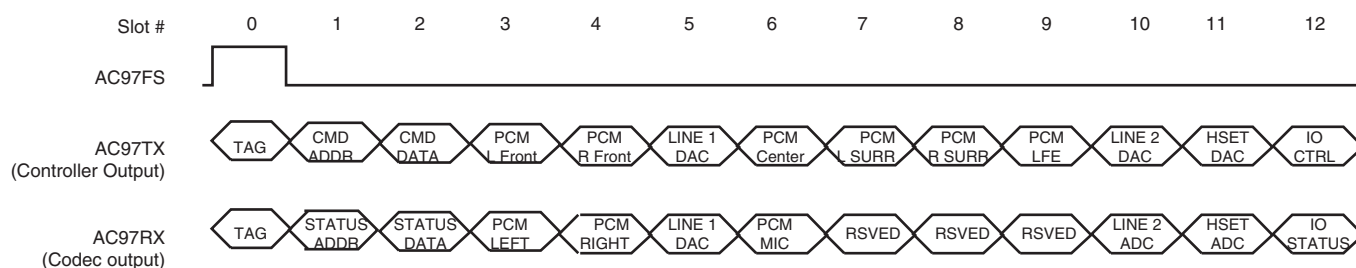 Slot # 0 1 2 3 4 5 6 7 8 9 10 11 12
AC97FS
AC97TX
(Controller Output)
TAG
CMD
ADDR
CMD
DATA
PCM
L Front
PCM
R Front
LINE 1
DAC
PCM
Center
PCM
L SURR
PCM
R SURR
PCM
LFE
LINE 2
DAC
HSET
DAC
IO
CTRL
AC97RX
(Codec output)
TAG
STATUS
ADDR
STATUS
DATA
PCM
LEFT
PCM
RIGHT
LINE 1
DAC
PCM
MIC
RSVED
RSVED
RSVED
LINE 2
ADC
HSET
ADC
IO
STATUS